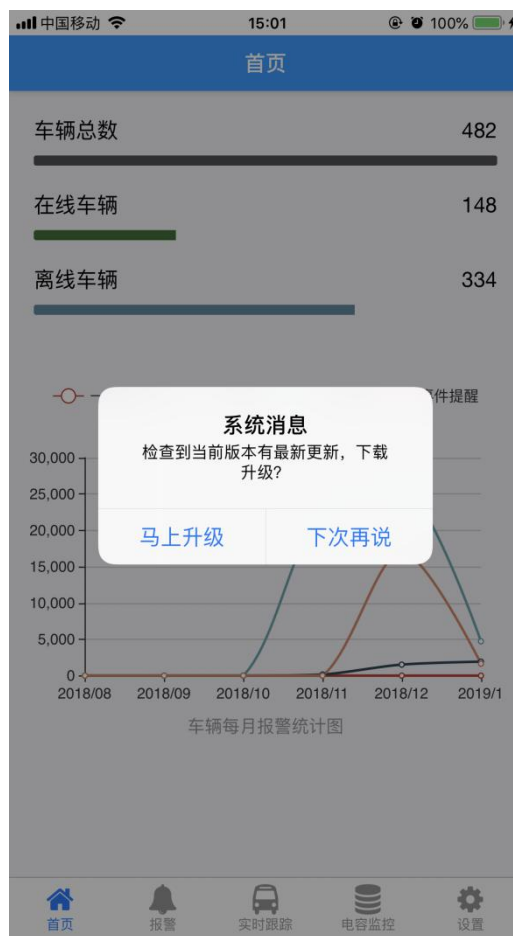 中国移动 15:01 100%
首页
车辆总数 482
在线车辆 148
离线车辆 334
件提醒
系统消息
检查到当前版本有最新更新，下载
升级?
马上升级 下次再说
30,000
25,000
20,000
15,000
10,000
5,000
0
2018/08 2018/09 2018/10 2018/11 2018/12 2019/1
车辆每月报警统计图
首页 报警 实时跟踪 电容监控 设置